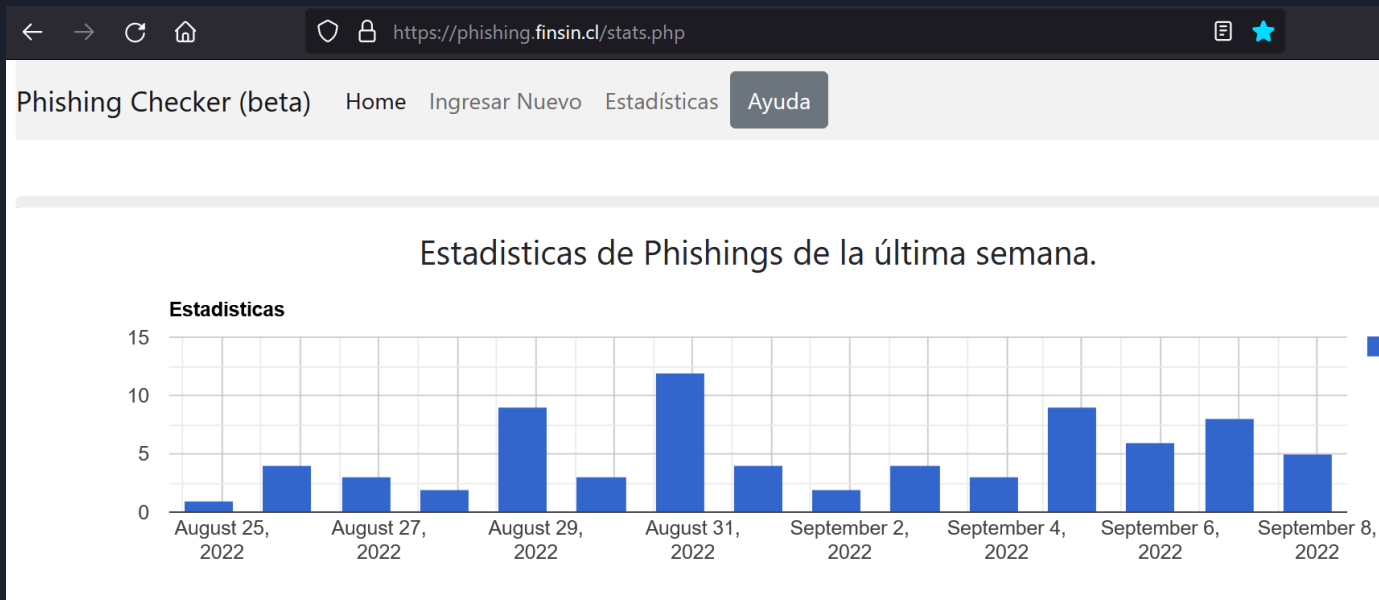 https://phishing.finsin.cl/stats.php
Phishing Checker (beta) Home Ingresar Nuevo Estadísticas Ayuda
Estadisticas de Phishings de la última semana.
Estadisticas
15
10
5
0
August 25, August 27, August 29, August 31, September 2, September 4, September 6, September 8,
2022 2022 2022 2022 2022 2022 2022 2022